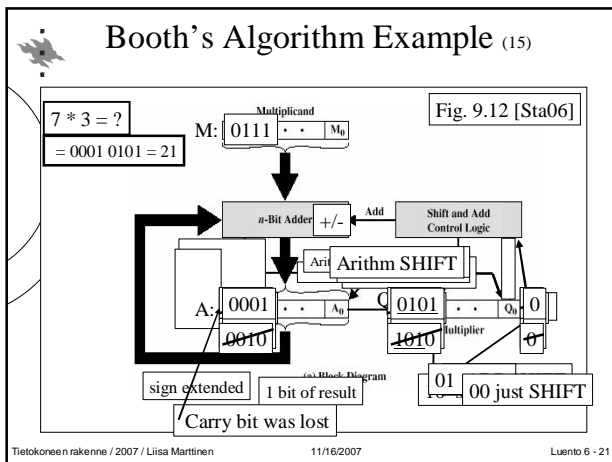 Booth's Algorithm Example (15)
7 * 3 = ?
= 0001 0101 = 21
Fig. 9.12 [Sta06]
Multiplicand
M: 0111 · · M0
n-Bit Adder +/- Add Shift and Add
Control Logic
Arithm SHIFT
A: 0001 · · A0 Q 0101 · · Q0 0
0010 1010 Multiplier 0
(a) Block Diagram
01
sign extended 1 bit of result 00 just SHIFT
Carry bit was lost
Tietokoneen rakenne / 2007 / Liisa Marttinen 11/16/2007 Luento 6 - 21